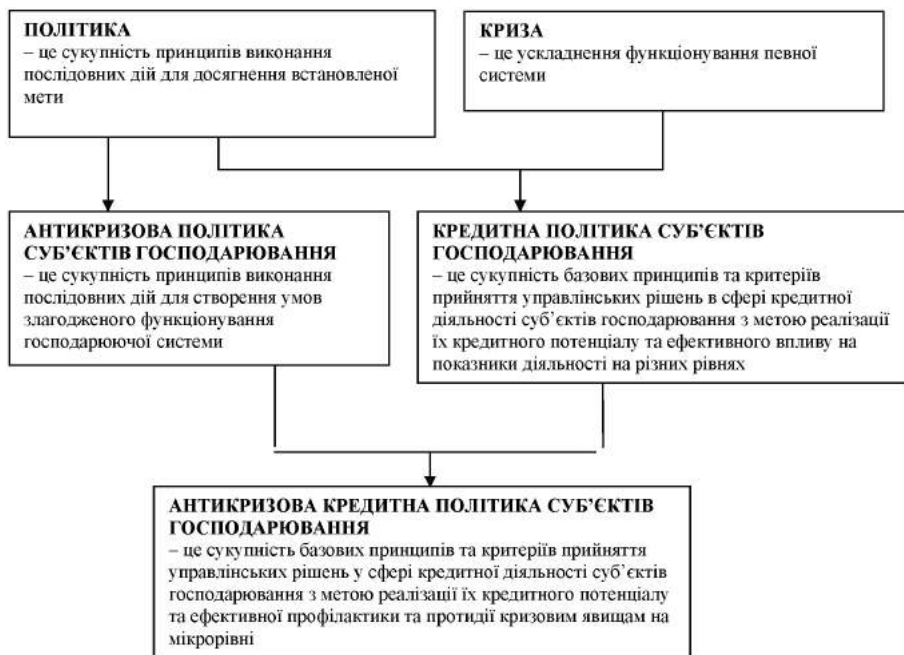 ПОЛІТИКА
– це сукупність принципів виконання
послідовних дій для досягнення встановленої
мети
КРИЗА
– це ускладнення функціонування певної
системи
АНТИКРИЗОВА ПОЛІТИКА
СУБ’ЄКТІВ ГОСПОДАРЮВАННЯ
– це сукупність принципів виконання
послідовних дій для створення умов
злагодженого функціонування
господарюючої системи
КРЕДИТНА ПОЛІТИКА СУБ’ЄКТІВ
ГОСПОДАРЮВАННЯ
– це сукупність базових принципів та критеріїв
прийняття управлінських рішень в сфері кредитної
діяльності суб’єктів господарювання з метою реалізації
їх кредитного потенціалу та ефективного впливу на
показники діяльності на різних рівнях
АНТИКРИЗОВА КРЕДИТНА ПОЛІТИКА СУБ’ЄКТІВ
ГОСПОДАРЮВАННЯ
– це сукупність базових принципів та критеріїв прийняття
управлінських рішень у сфері кредитної діяльності суб’єктів
господарювання з метою реалізації їх кредитного потенціалу
та ефективної профілактики та протидії кризовим явищам на
мікрорівні